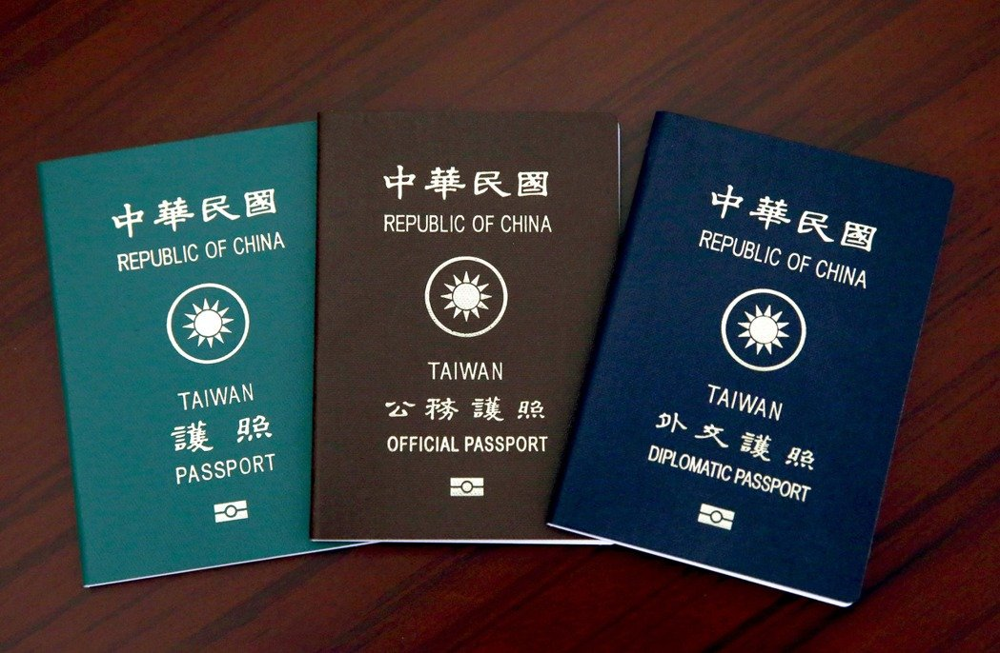 中華民國
REPUBLIC OF CHINA
TAIWAN
護照
PASSPORT
中華民國
REPUBLIC OF CHINA
TAIWAN
公務護照
OFFICIAL PASSPORT
中華民國
REPUBLIC OF CHINA
TAIWAN
外交護照
DIPLOMATIC PASSPORT